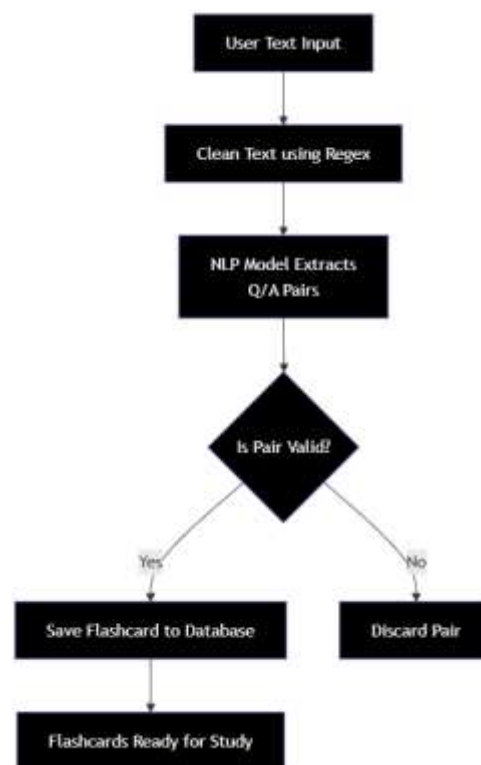 User Text Input
Clean Text using Regex
NLP Model Extracts
Q/A Pairs
Is Pair Valid?
Yes
No
Save Flashcard to Database
Discard Pair
Flashcards Ready for Study